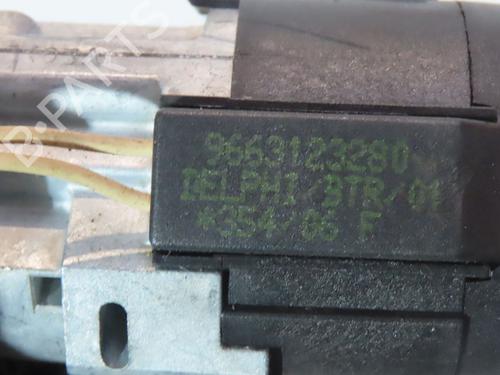 B-PARTS
9663123280
DELPHI/BTR/01
*354/06 F